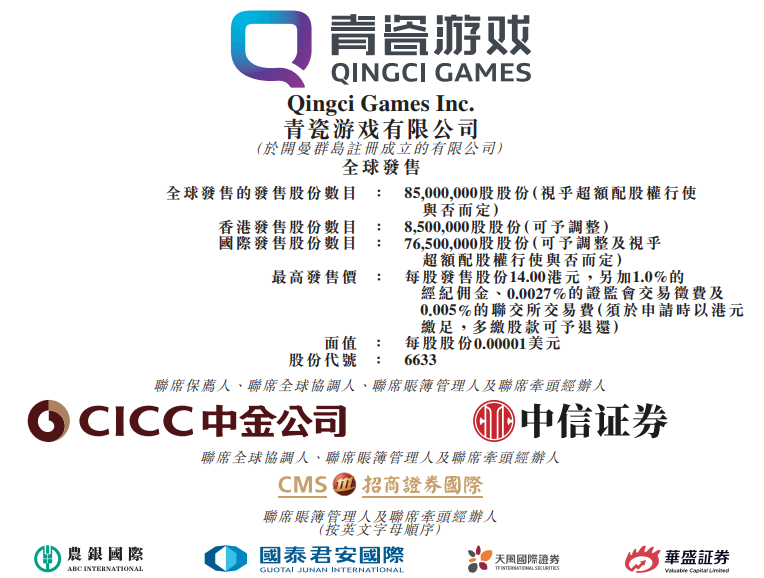 青瓷游戏
QINGCI GAMES
Qingci Games Inc.
青瓷游戏有限公司
(於開曼群島註冊成立的有限公司)
全球發售
全球發售的發售股份數目 : 85,000,000股股份(視乎超額配股權行使
與否而定)
香港發售股份數目 : 8,500,000股股份(可予調整)
國際發售股份數目 : 76,500,000股股份(可予調整及視乎
超額配股權行使與否而定)
最高發售價 : 每股發售股份14.00港元,另加1.0%的
經紀佣金、0.0027%的證監會交易徵費及
0.005%的聯交所交易費(須於申請時以港元
繳足,多繳股款可予退還)
面值 : 每股股份0.00001美元
股份代號 : 6633
聯席保薦人、聯席全球協調人、聯席賬簿管理人及聯席牽頭經辦人
CICC 中金公司 中信证券
聯席全球協調人、聯席賬簿管理人及聯席牽頭經辦人
CMS 招商證券國際
聯席賬簿管理人及聯席牽頭經辦人
(按英文字母順序)
農銀國際 國泰君安國際 天風國際證券 華盛証券
ABC INTERNATIONAL GUOTAI JUNAN INTERNATIONAL TF INTERNATIONAL SECURITIES Valuable Capital Limited